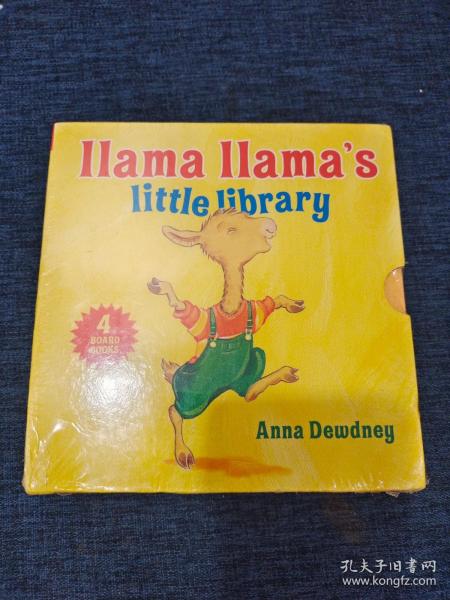 llama llama's
little library
4
BOARD
BOOKS
Anna Dewdney
孔夫子旧书网
www.kongfz.com